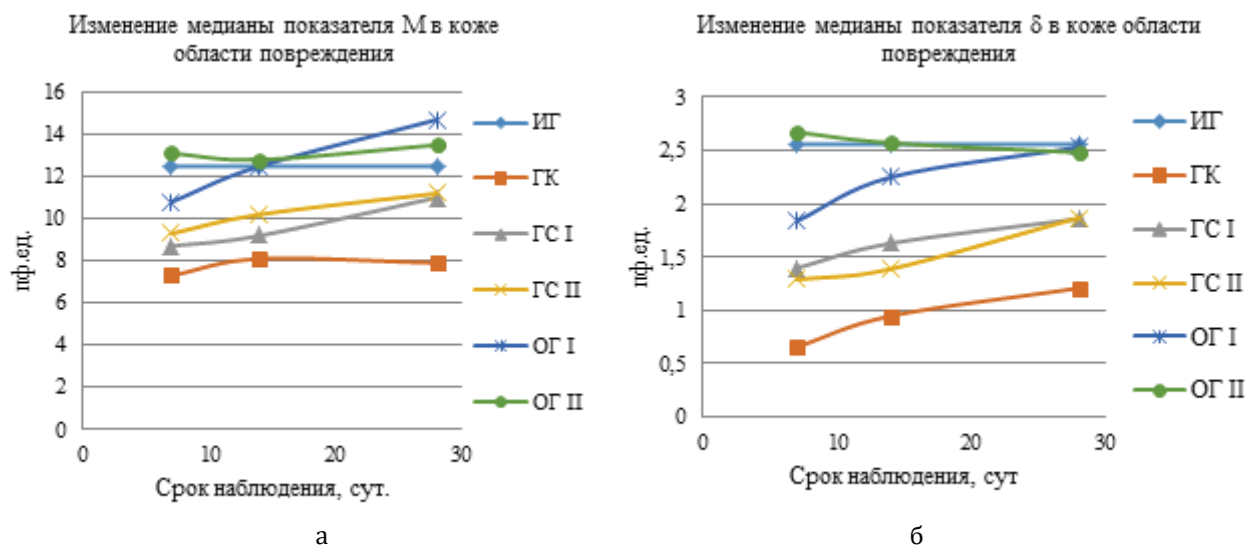 Изменение медианы показателя М в коже
области повреждения
16
14
12
10
8
6
4
2
0
0
10
20
30
пф.ед.
Срок наблюдения, сут.
ИГ
ГК
ГС I
ГС II
ОГ I
ОГ II
а
Изменение медианы показателя δ в коже области
повреждения
3
2,5
2
1,5
1
0,5
0
0
10
20
30
пф.ед.
Срок наблюдения, сут
ИГ
ГК
ГС I
ГС II
ОГ I
ОГ II
б